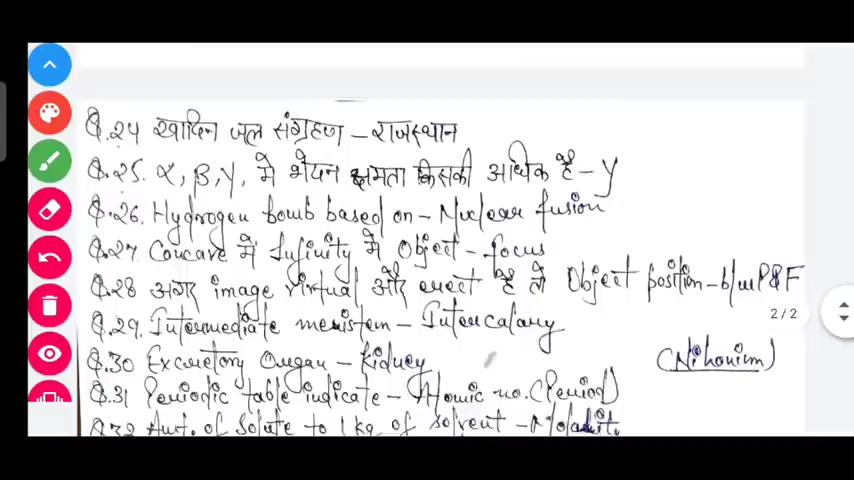 Q.24 खादिन जल संग्रहण - राजस्थान
Q.25. α, β, γ, मे भेदन क्षमता किसकी अधिक है - γ
Q.26. Hydrogen bomb based on - Nuclear fusion
Q.27. Concave में Infinity में Object - focus
Q.28 अगर image virtual और erect है तो Object position - b/w P & F
2/2
Q.29. Intermediate meristem - Intercalary
Q.30 Excretory Organ - Kidney (Nihonium)
Q.31 Periodic table indicate - Atomic no. (Period)
Q.32 Amt. of Solute to 1 kg. of solvent -